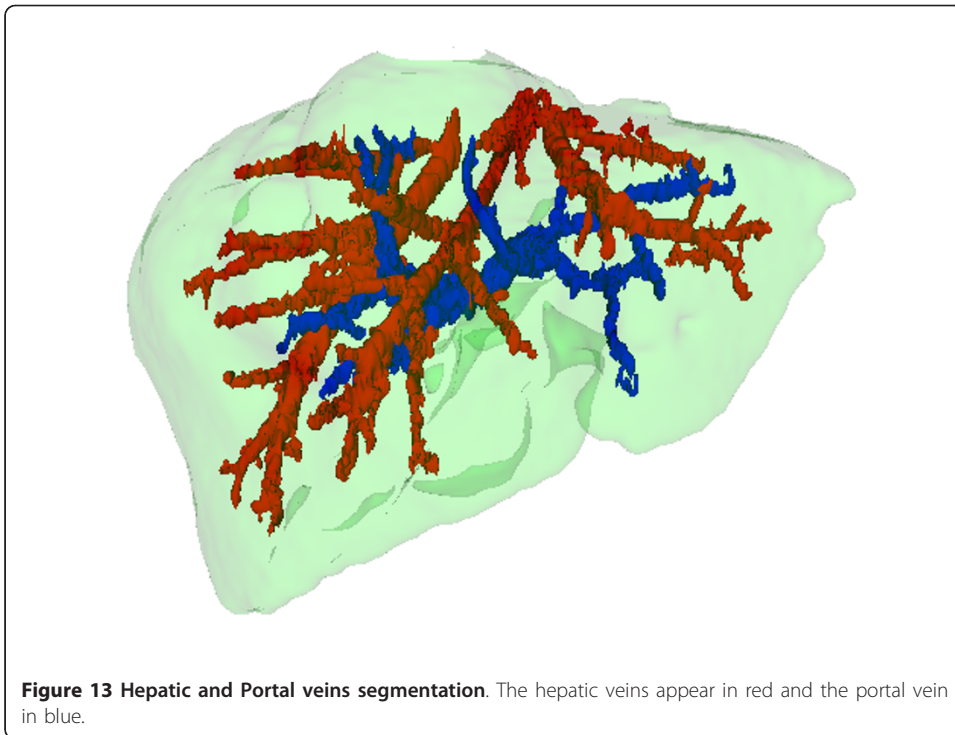 Figure 13 Hepatic and Portal veins segmentation. The hepatic veins appear in red and the portal vein
in blue.